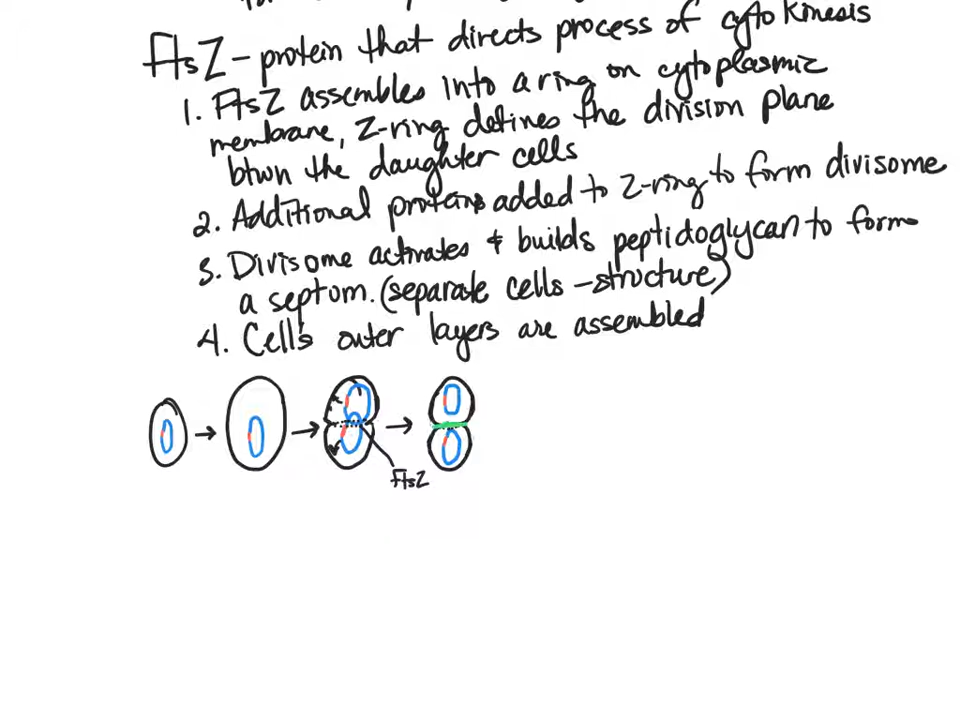 FtsZ - protein that directs process of cytokinesis
1. FtsZ assembles into a ring on cytoplasmic
membrane, Z-ring defines the division plane
btwn the daughter cells
2. Additional proteins added to Z-ring to form divisome
3. Divisome activates & builds peptidoglycan to form
a septum. (separate cells - structure)
4. Cell's outer layers are assembled
FtsZ